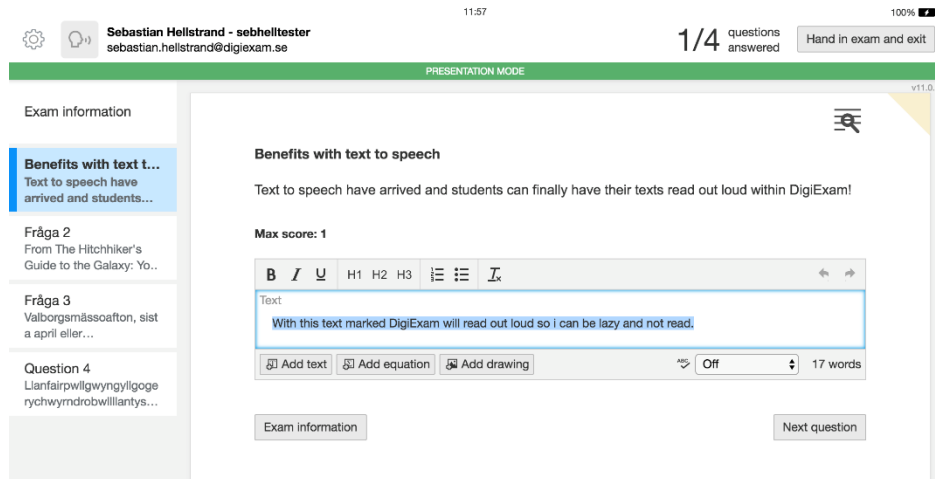 11:57
100%
Sebastian Hellstrand - sebhelltester
sebastian.hellstrand@digiexam.se
1/4 questions answered
Hand in exam and exit
PRESENTATION MODE
v11.0.
Exam information
Benefits with text t...
Text to speech have
arrived and students...
Fråga 2
From The Hitchhiker's
Guide to the Galaxy: Yo..
Fråga 3
Valborgsmässoafton, sist
a april eller...
Question 4
Llanfairpwllgwyngyllgoge
rychwyrndrobwllllantys...
Benefits with text to speech
Text to speech have arrived and students can finally have their texts read out loud within DigiExam!
Max score: 1
B I U H1 H2 H3 Tx
Text
With this text marked DigiExam will read out loud so i can be lazy and not read.
Add text Add equation Add drawing ABC Off 17 words
Exam information Next question